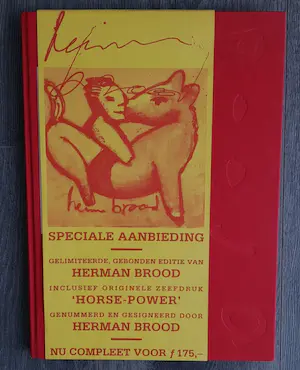 herman brood
SPECIALE AANBIEDING
GELIMITEERDE, GEBONDEN EDITIE VAN
HERMAN BROOD
INCLUSIEF ORIGINELE ZEEFDRUK
'HORSE-POWER'
GENUMMERD EN GESIGNEERD DOOR
HERMAN BROOD
NU COMPLEET VOOR ƒ 175,–